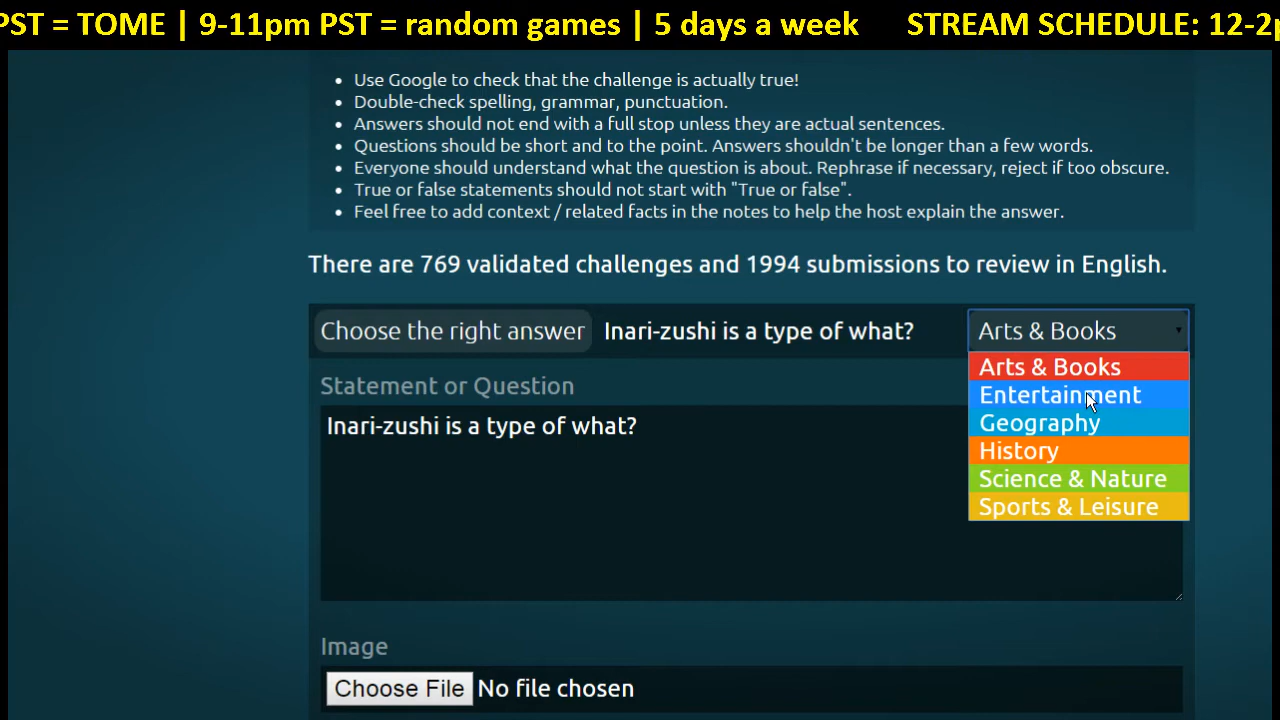 PST = TOME | 9-11pm PST = random games | 5 days a week STREAM SCHEDULE: 12-2p
Use Google to check that the challenge is actually true!
Double-check spelling, grammar, punctuation.
Answers should not end with a full stop unless they are actual sentences.
Questions should be short and to the point. Answers shouldn't be longer than a few words.
Everyone should understand what the question is about. Rephrase if necessary, reject if too obscure.
True or false statements should not start with "True or false".
Feel free to add context / related facts in the notes to help the host explain the answer.
There are 769 validated challenges and 1994 submissions to review in English.
Choose the right answer Inari-zushi is a type of what? Arts & Books
Arts & Books
Entertainment
Geography
History
Science & Nature
Sports & Leisure
Statement or Question
Inari-zushi is a type of what?
Image
Choose File No file chosen